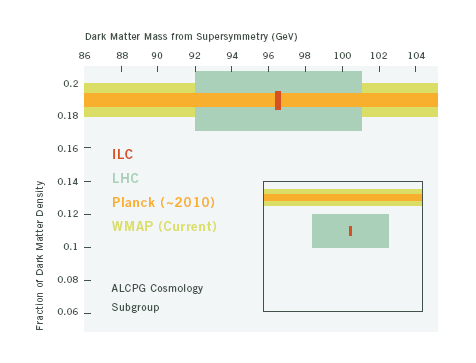 Dark Matter Mass from Supersymmetry (GeV)
86 88 90 92 94 96 98 100 102 104
0.2
0.18
0.16
0.14
0.12
0.1
0.08
0.06
Fraction of Dark Matter Density
ILC
LHC
Planck (~2010)
WMAP (Current)
ALCPG Cosmology
Subgroup